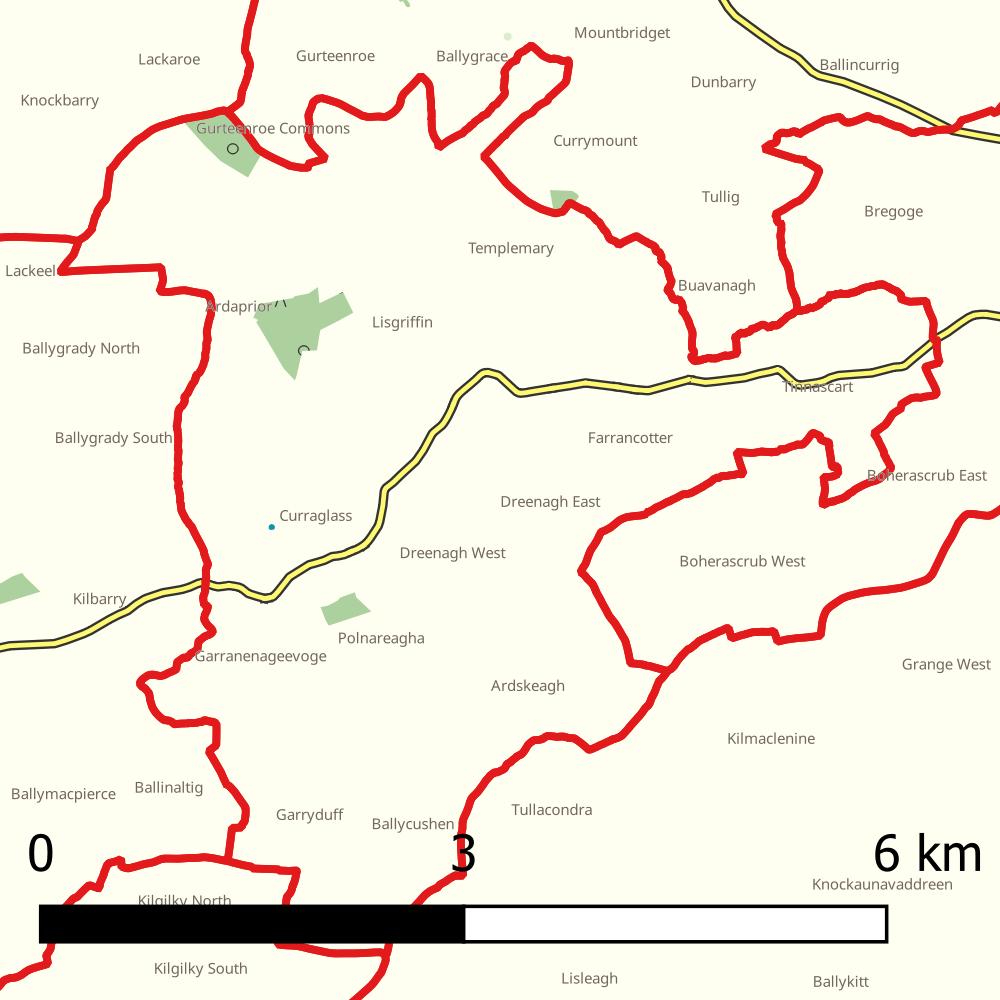 Mountbridget
Lackaroe
Gurteenroe
Ballygrace
Ballincurrig
Dunbarry
Knockbarry
Gurteenroe Commons
Currymount
Tullig
Bregoge
Templemary
Lackeel
Buavanagh
Ardaprior
Lisgriffin
Ballygrady North
Tinnascart
Ballygrady South
Farrancotter
Boherascrub East
Dreenagh East
Curraglass
Dreenagh West
Boherascrub West
Kilbarry
Polnareagha
Garranenageevoge
Grange West
Ardskeagh
Kilmaclenine
Ballinaltig
Ballymacpierce
Tullacondra
Garryduff
Ballycushen
0 3 6 km
Knockaunavaddreen
Kilgilky North
Kilgilky South
Lisleagh
Ballykitt